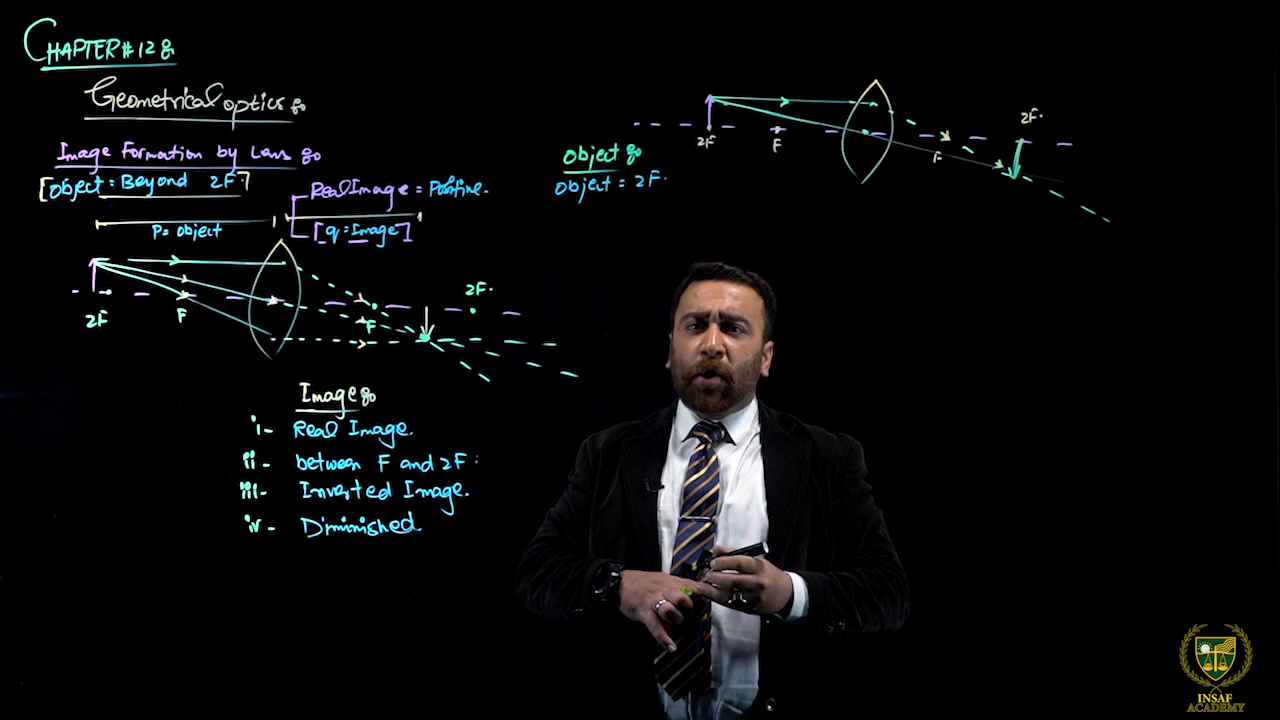 CHAPTER # 12 :
Geometrical optics :
Image Formation by Lens :
[Object = Beyond 2F]
Real Image = Positive.
[q = Image]
P = object
2F
F
F
2F.
Image :
i- Real Image.
ii- between F and 2F :
iii- Inverted Image.
iv- Diminished
Object :
Object = 2F.
2F
F
F
2F.
INSAF
ACADEMY